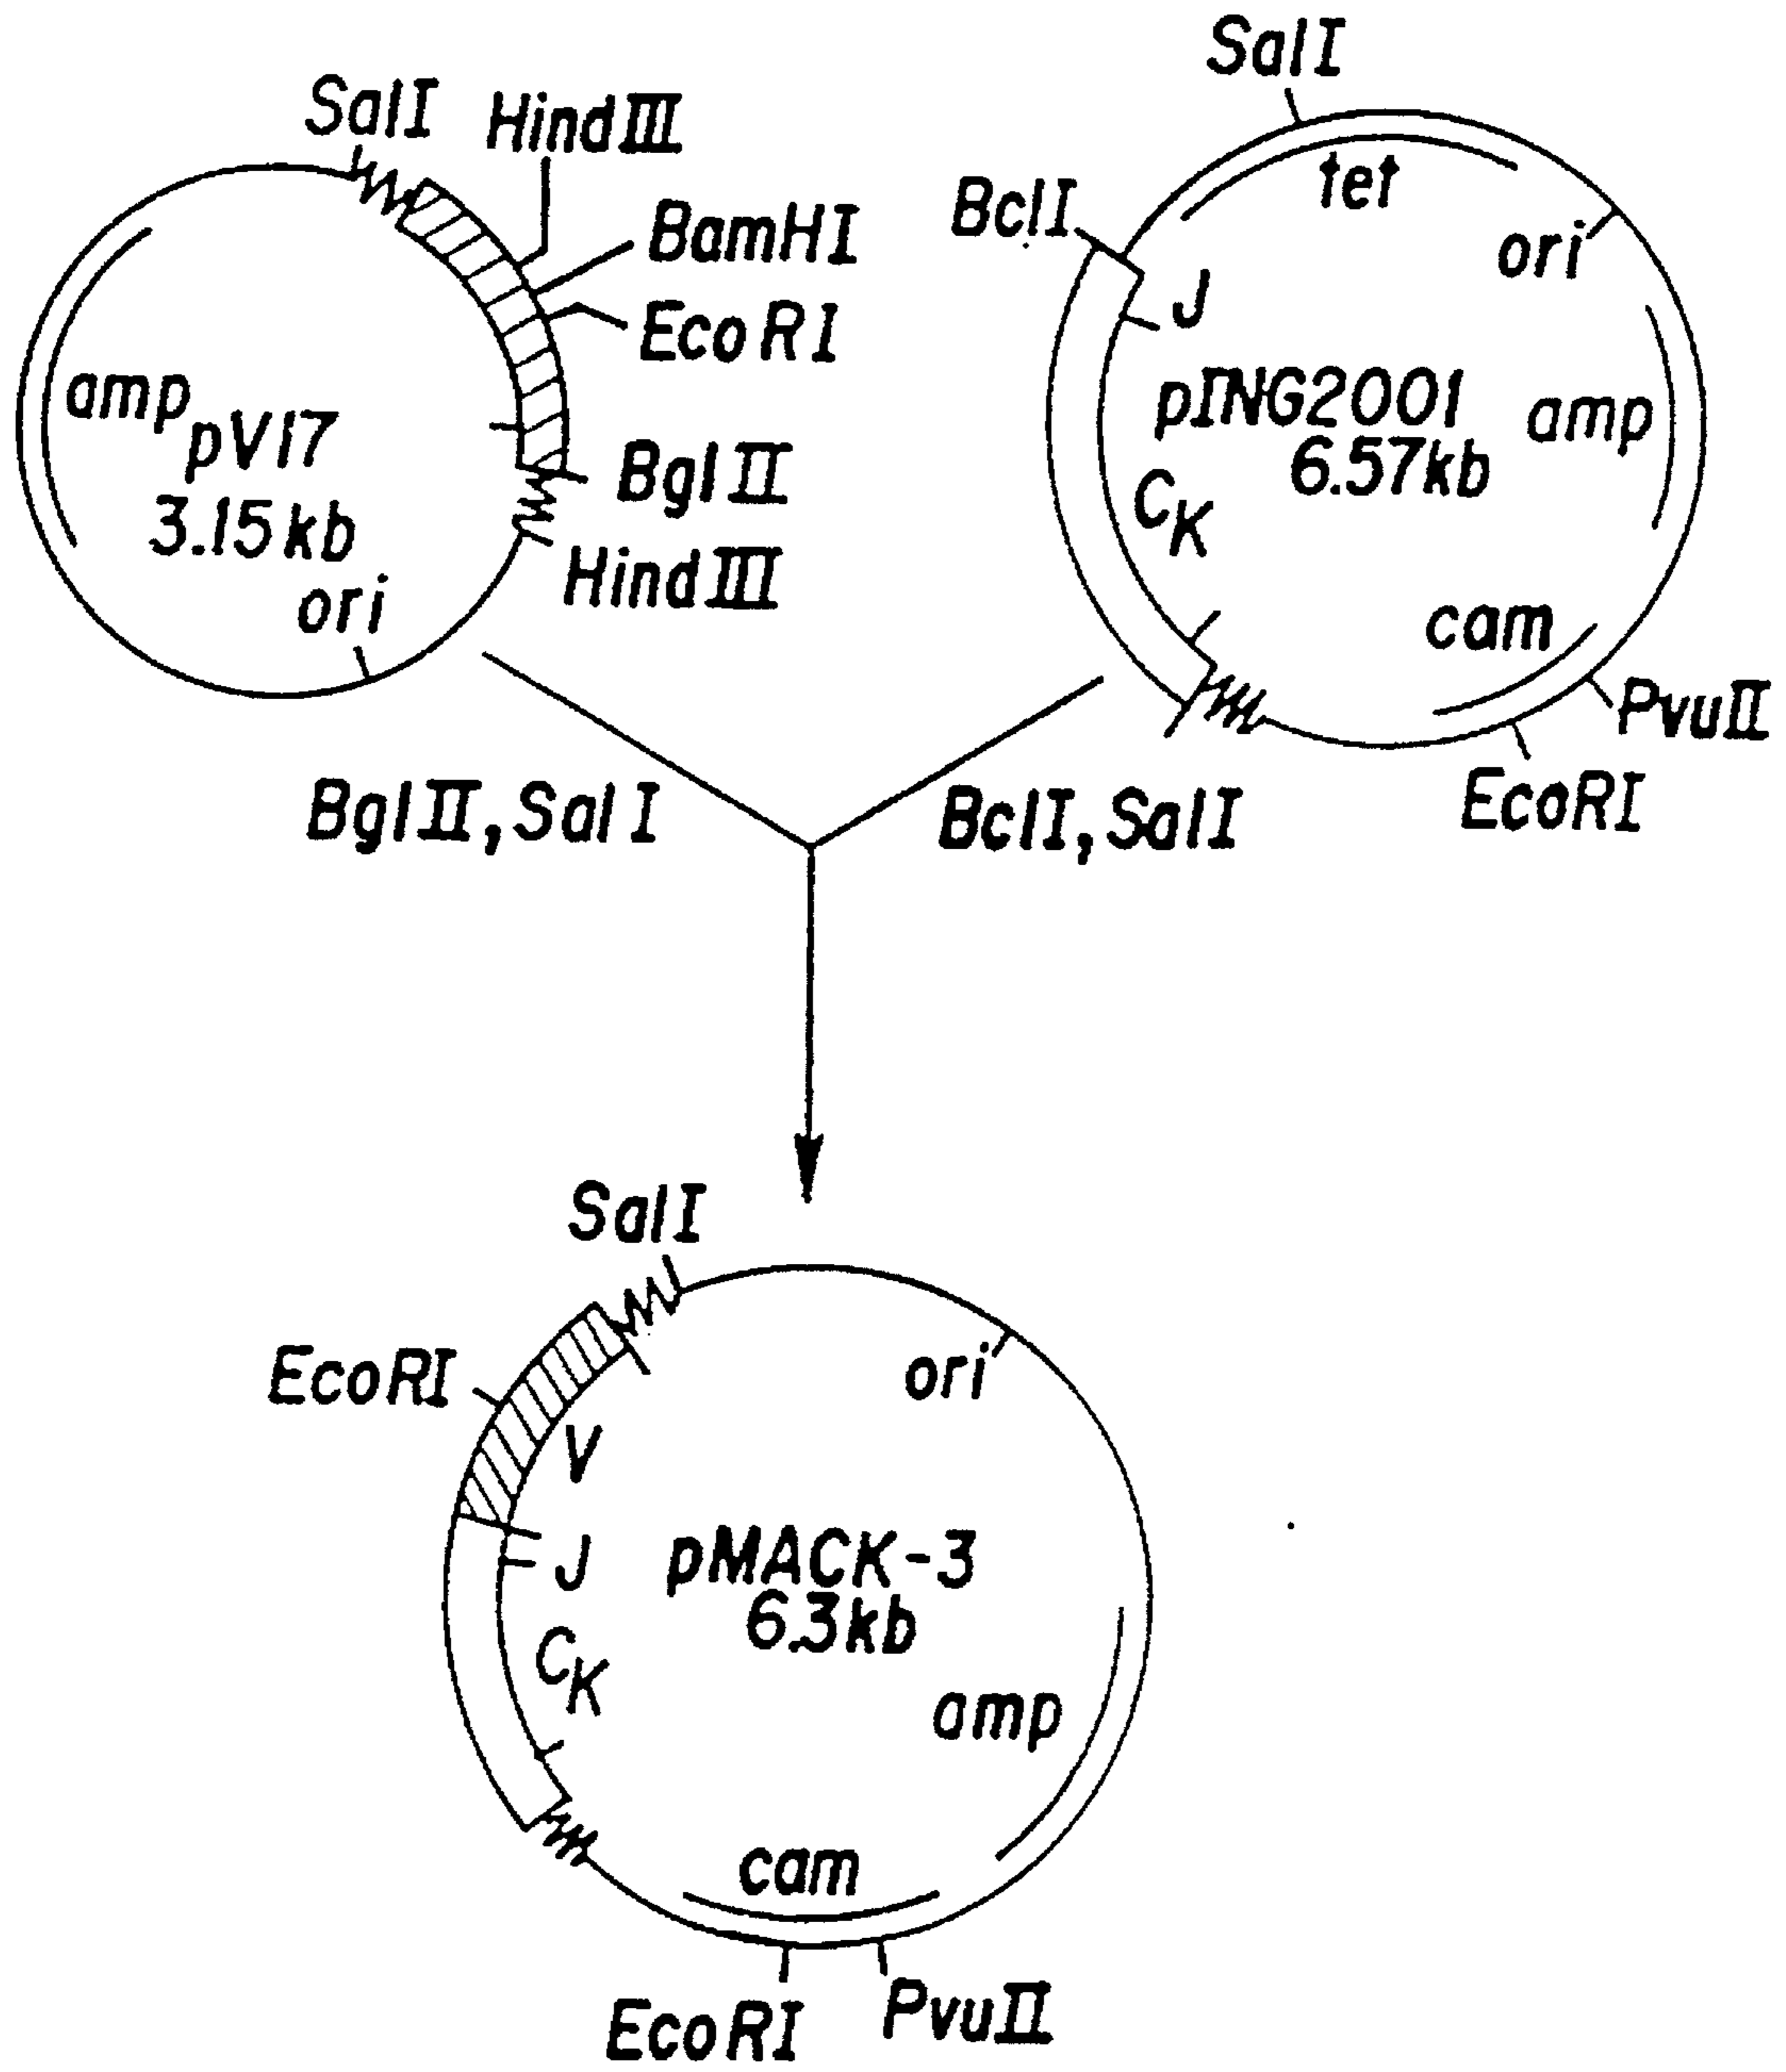 SalI
HindIII
BamHI
EcoRI
amp
pV17
3.15kb
BglII
HindIII
ori
SalI
BclI
tet
ori
J
pING2001
6.57kb
amp
CK
cam
PvuII
EcoRI
BglII, SalI
BclI, SalI
SalI
EcoRI
ori
V
J
pMACK-3
6.3kb
CK
amp
cam
EcoRI
PvuII